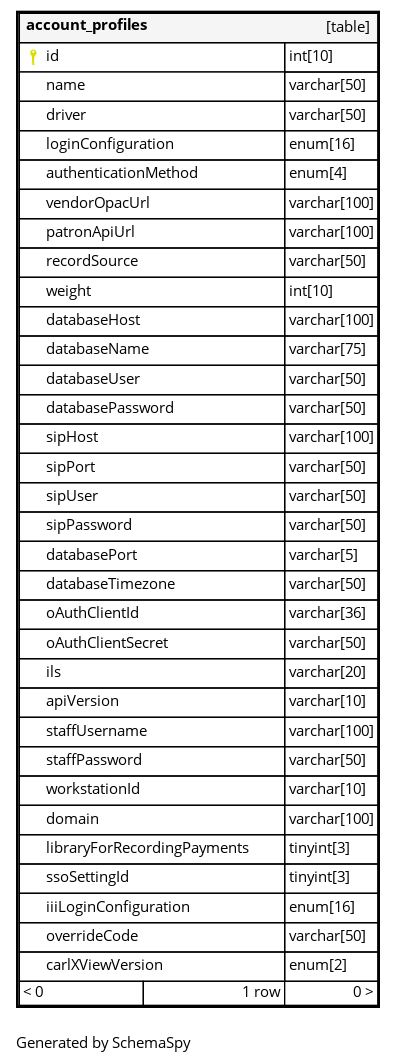 account_profiles [table]
id int[10]
name varchar[50]
driver varchar[50]
loginConfiguration enum[16]
authenticationMethod enum[4]
vendorOpacUrl varchar[100]
patronApiUrl varchar[100]
recordSource varchar[50]
weight int[10]
databaseHost varchar[100]
databaseName varchar[75]
databaseUser varchar[50]
databasePassword varchar[50]
sipHost varchar[100]
sipPort varchar[50]
sipUser varchar[50]
sipPassword varchar[50]
databasePort varchar[5]
databaseTimezone varchar[50]
oAuthClientId varchar[36]
oAuthClientSecret varchar[50]
ils varchar[20]
apiVersion varchar[10]
staffUsername varchar[100]
staffPassword varchar[50]
workstationId varchar[10]
domain varchar[100]
libraryForRecordingPayments tinyint[3]
ssoSettingId tinyint[3]
iiiLoginConfiguration enum[16]
overrideCode varchar[50]
carlXViewVersion enum[2]
< 0 1 row 0 >
Generated by SchemaSpy